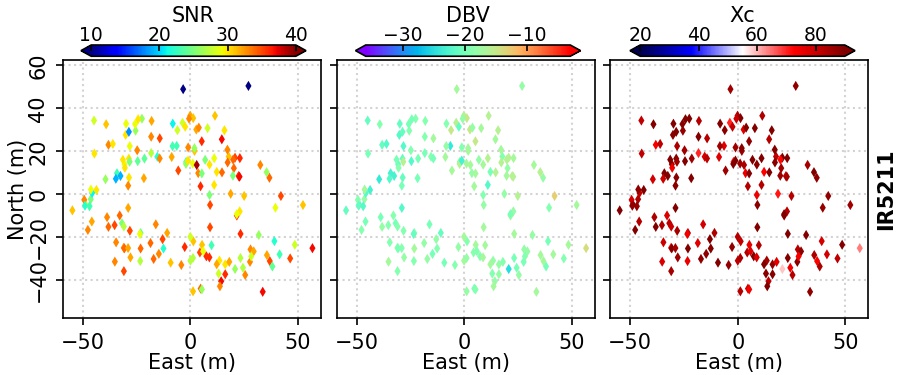 SNR DBV Xc
10 20 30 40 −30 −20 −10 20 40 60 80
60
40
20
0
−20
−40
North (m)
IR5211
−50 0 50 −50 0 50 −50 0 50
East (m) East (m) East (m)